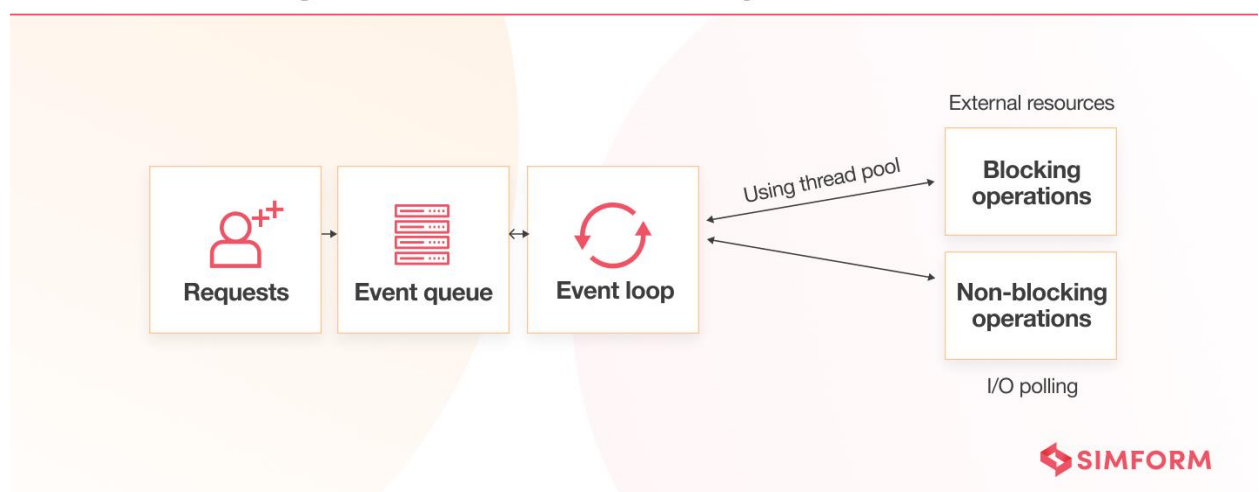 Requests
Event queue
Event loop
Using thread pool
External resources
Blocking
operations
Non-blocking
operations
I/O polling
SIMFORM